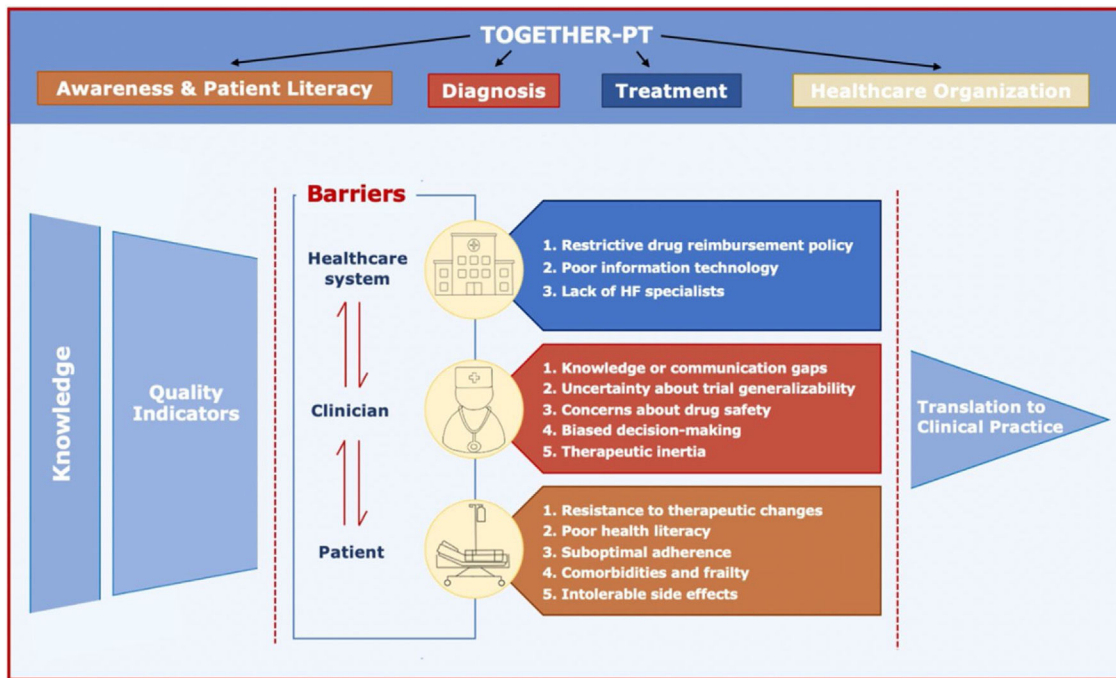 TOGETHER-PT
Awareness & Patient Literacy
Diagnosis
Treatment
Healthcare Organization
Knowledge
Quality
Indicators
Barriers
Healthcare
system
1. Restrictive drug reimbursement policy
2. Poor information technology
3. Lack of HF specialists
Clinician
1. Knowledge or communication gaps
2. Uncertainty about trial generalizability
3. Concerns about drug safety
4. Biased decision-making
5. Therapeutic inertia
Patient
1. Resistance to therapeutic changes
2. Poor health literacy
3. Suboptimal adherence
4. Comorbidities and frailty
5. Intolerable side effects
Translation to
Clinical Practice